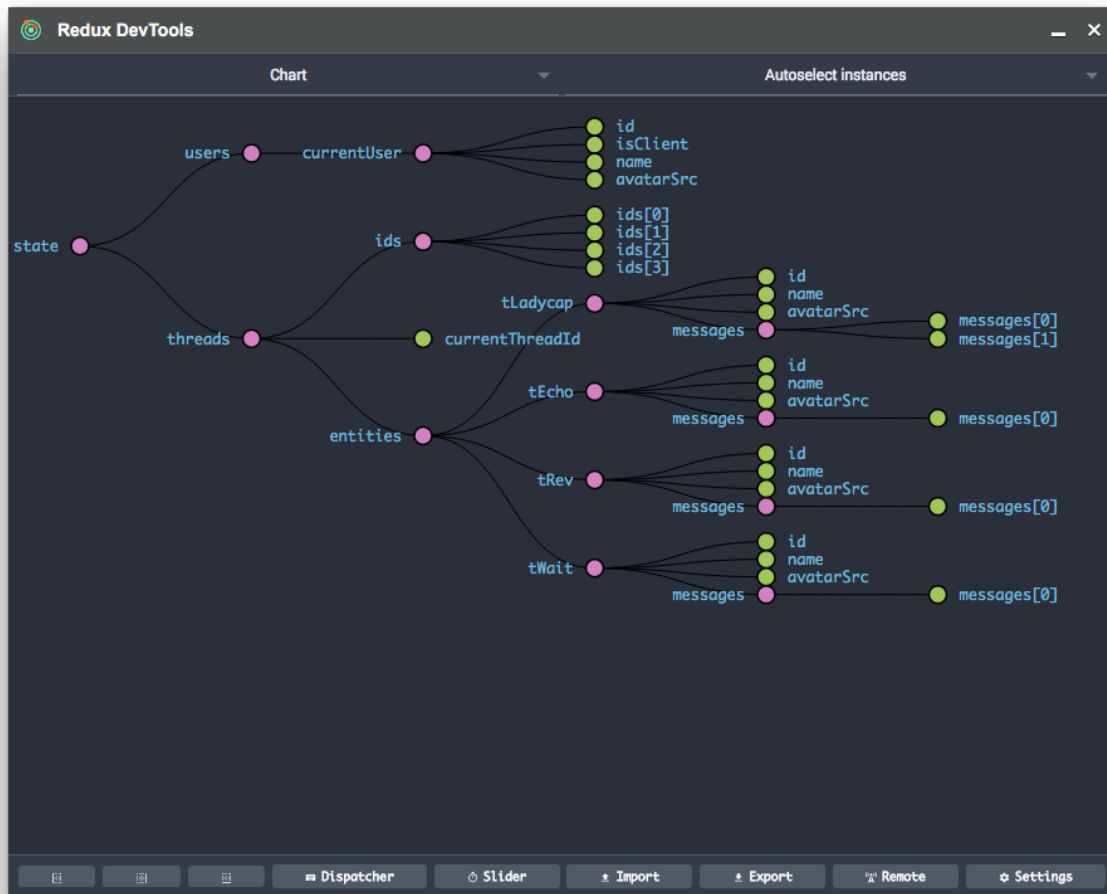 Redux DevTools
Chart
Autoselect instances
id
isClient
users
currentUser
name
avatarSrc
ids[0]
ids[1]
state
ids
ids[2]
ids[3]
id
name
tLadycap
avatarSrc
messages
messages[0]
messages[1]
threads
currentThreadId
id
name
tEcho
avatarSrc
messages
messages[0]
entities
id
name
tRev
avatarSrc
messages
messages[0]
id
name
tWait
avatarSrc
messages
messages[0]
Dispatcher
Slider
Import
Export
Remote
Settings